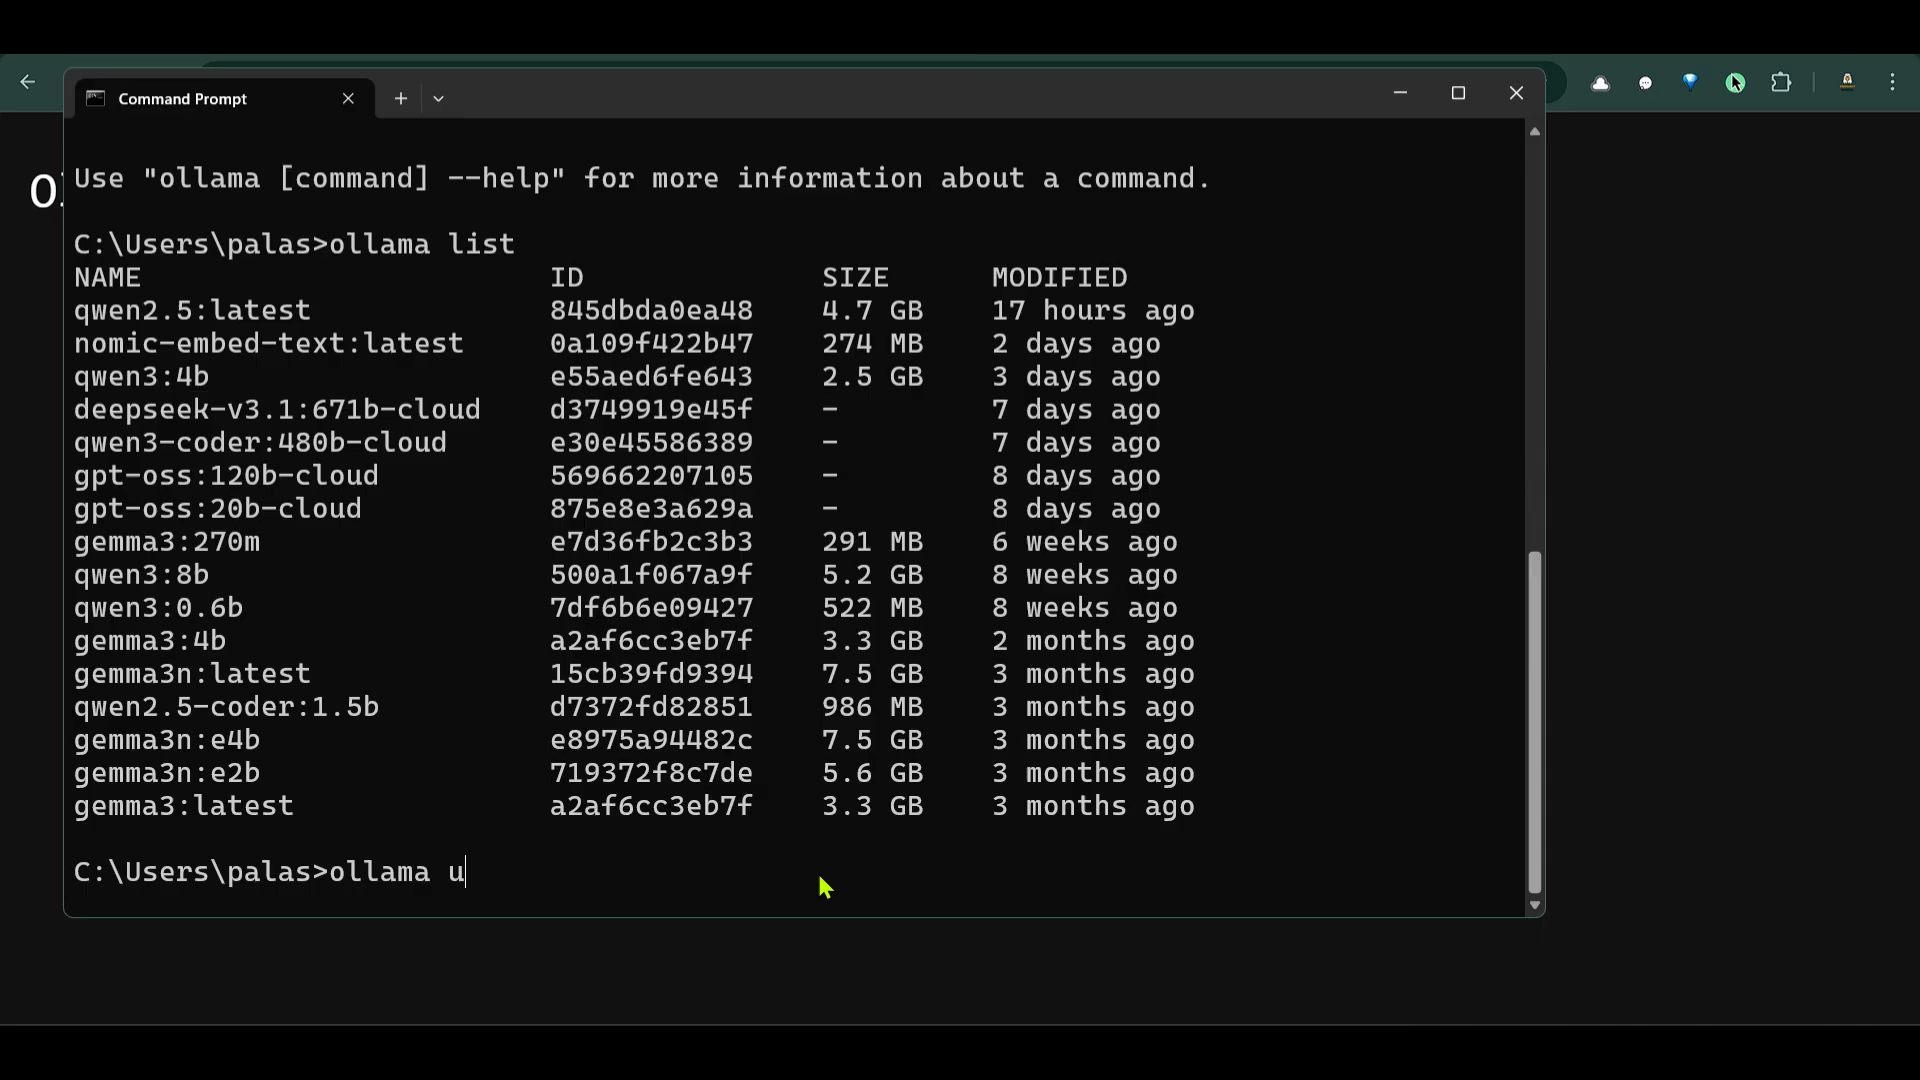 Command Prompt
Use "ollama [command] --help" for more information about a command.
C:\Users\palas>ollama list
NAME ID SIZE MODIFIED
qwen2.5:latest 845dbda0ea48 4.7 GB 17 hours ago
nomic-embed-text:latest 0a109f422b47 274 MB 2 days ago
qwen3:4b e55aed6fe643 2.5 GB 3 days ago
deepseek-v3.1:671b-cloud d3749919e45f - 7 days ago
qwen3-coder:480b-cloud e30e45586389 - 7 days ago
gpt-oss:120b-cloud 569662207105 - 8 days ago
gpt-oss:20b-cloud 875e8e3a629a - 8 days ago
gemma3:270m e7d36fb2c3b3 291 MB 6 weeks ago
qwen3:8b 500a1f067a9f 5.2 GB 8 weeks ago
qwen3:0.6b 7df6b6e09427 522 MB 8 weeks ago
gemma3:4b a2af6cc3eb7f 3.3 GB 2 months ago
gemma3n:latest 15cb39fd9394 7.5 GB 3 months ago
qwen2.5-coder:1.5b d7372fd82851 986 MB 3 months ago
gemma3n:e4b e8975a94482c 7.5 GB 3 months ago
gemma3n:e2b 719372f8c7de 5.6 GB 3 months ago
gemma3:latest a2af6cc3eb7f 3.3 GB 3 months ago
C:\Users\palas>ollama u